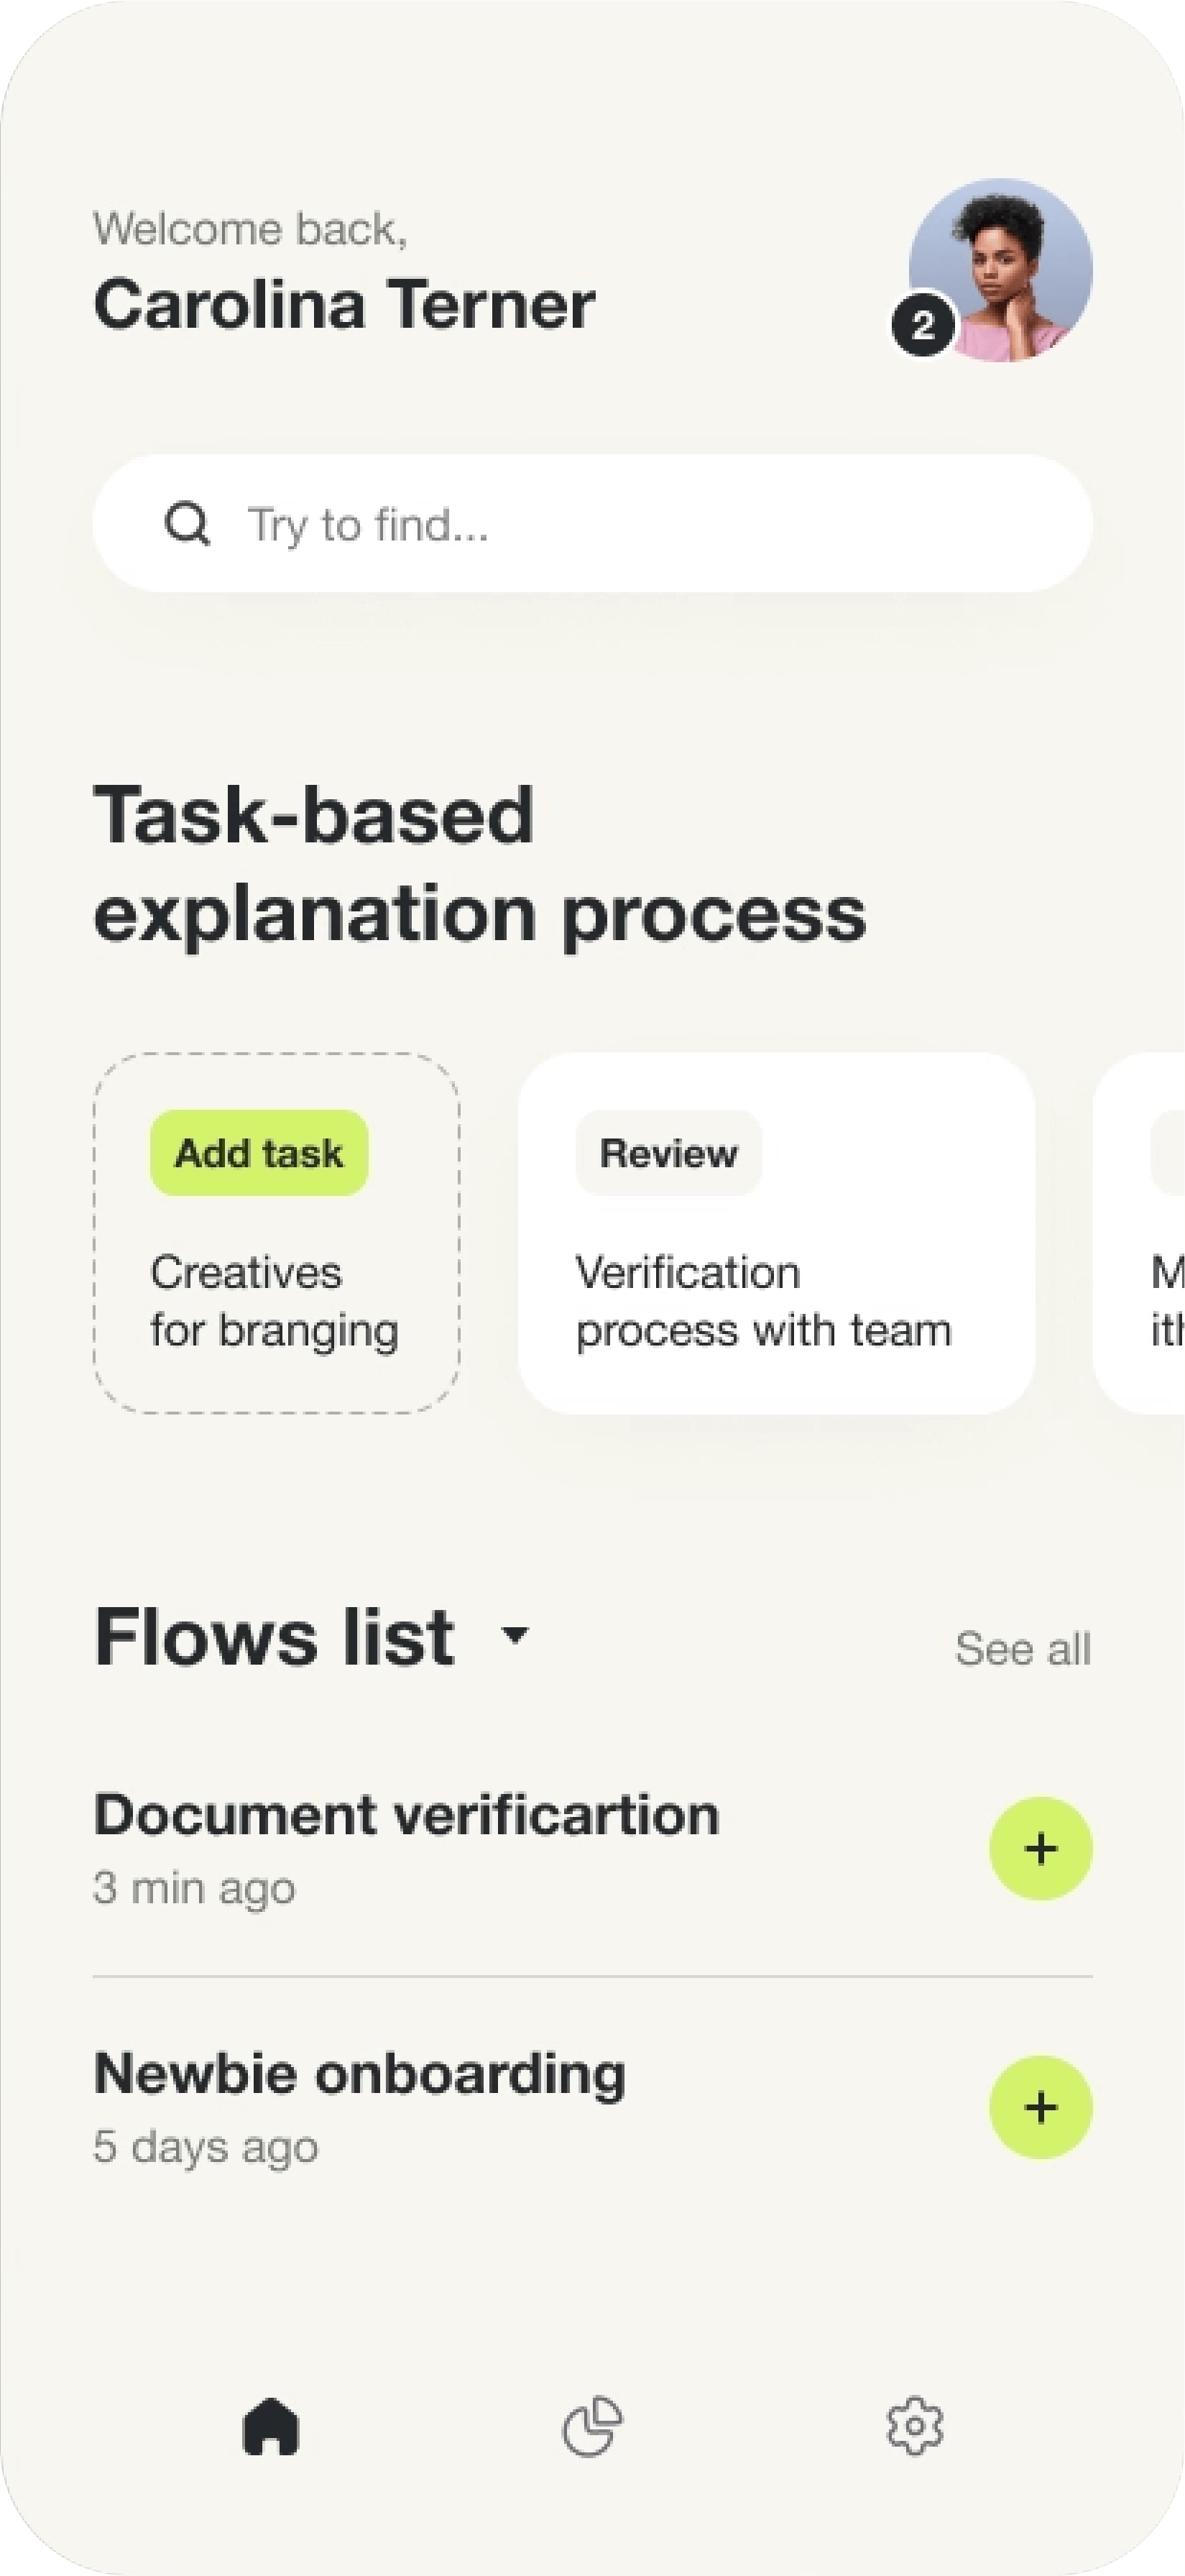 Welcome back,
Carolina Terner
2
Try to find...
Task-based
explanation process
Add task
Creatives
for branging
Review
Verification
process with team
Flows list
See all
Document verificartion
3 min ago
Newbie onboarding
5 days ago